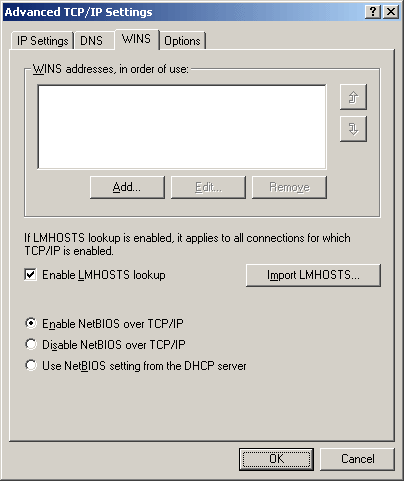 Advanced TCP/IP Settings
IP Settings DNS WINS Options
WINS addresses, in order of use:
Add... Edit... Remove
If LMHOSTS lookup is enabled, it applies to all connections for which
TCP/IP is enabled.
Enable LMHOSTS lookup Import LMHOSTS...
Enable NetBIOS over TCP/IP
Disable NetBIOS over TCP/IP
Use NetBIOS setting from the DHCP server
OK Cancel